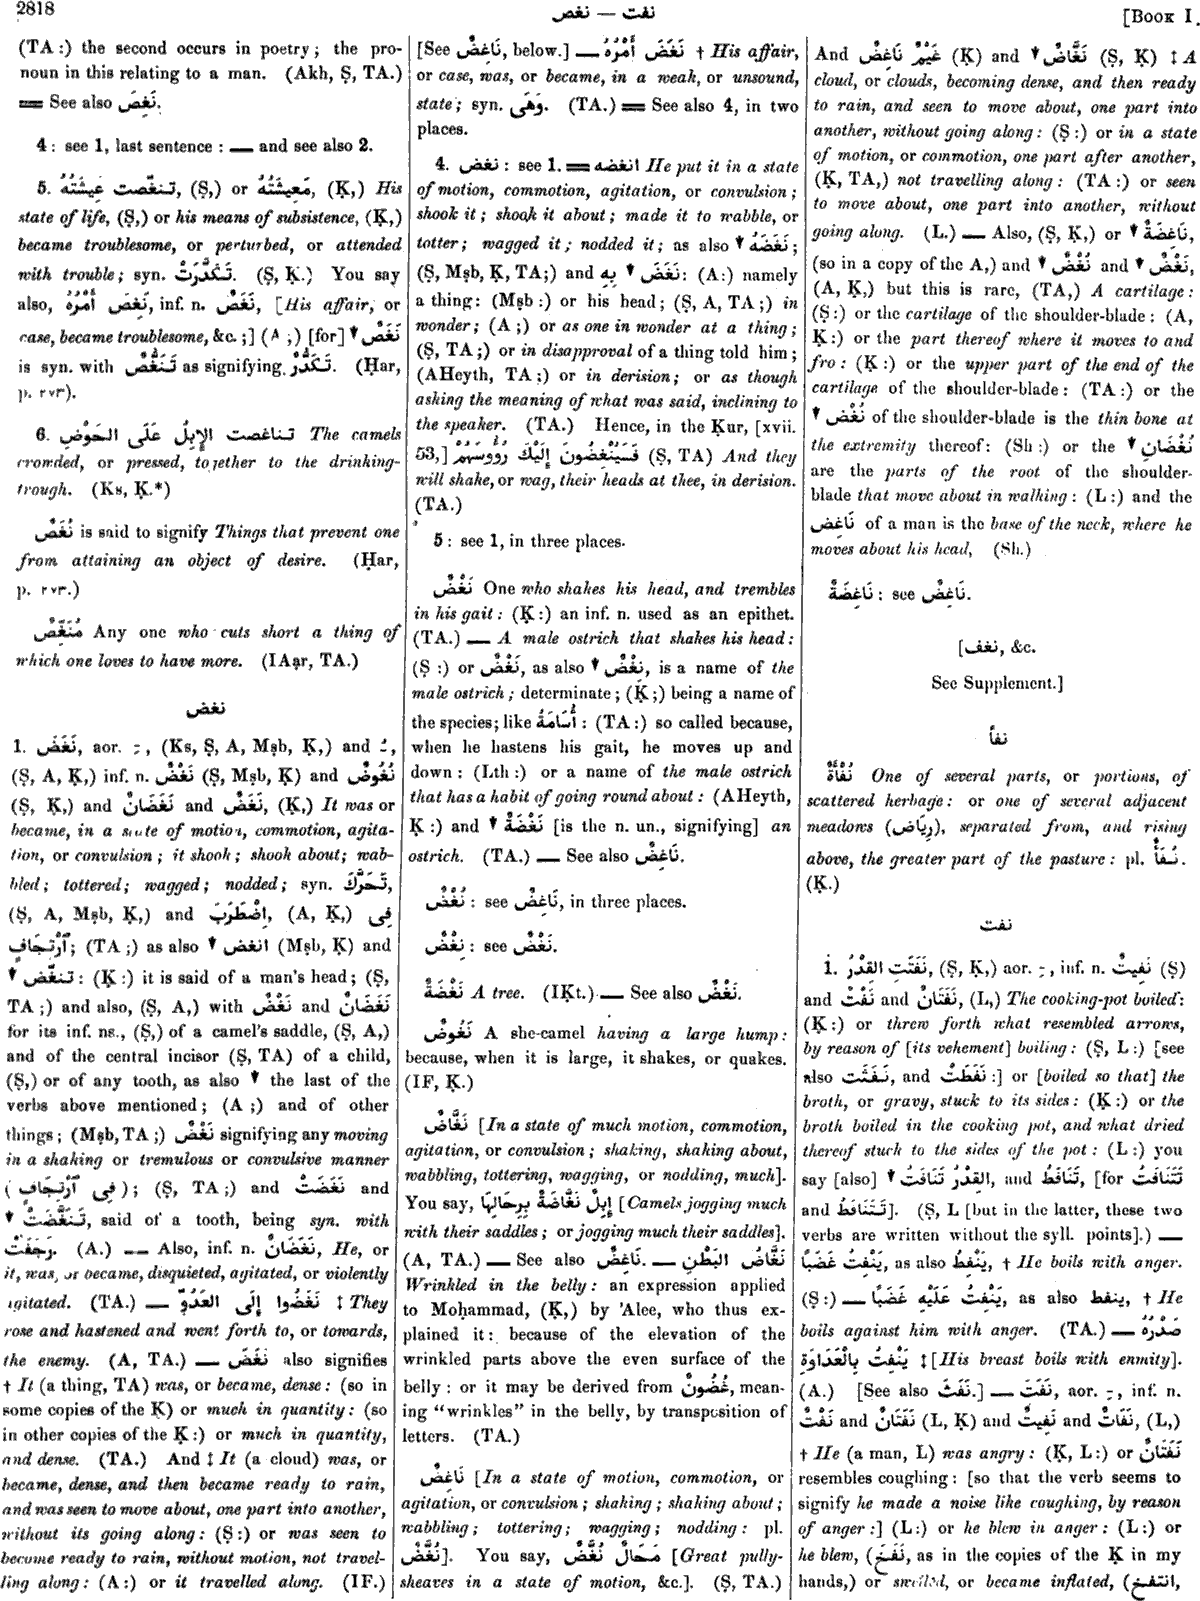 2818
نغص — نفت
[BOOK I.
(TA:) the second occurs in poetry; the pro-
noun in this relating to a man. (Akh, Ṣ, TA.)
═ See also نَغِصَ.
4: see 1, last sentence: — and see also 2.
5. تنغّصت عِيشَتُهُ, (Ṣ,) or مَعِيشَتُهُ, (Ḳ,) His
state of life, (Ṣ,) or his means of subsistence, (Ḳ,)
became troublesome, or perturbed, or attended
with trouble; syn. تَكَدَّرَتْ. (Ṣ, Ḳ.) You say
also, نَغِصَ أَمْرُهُ, inf. n. نَغَصٌ, [His affair, or
case, became troublesome, &c.;] (A;) [for] ▼ نَغَصٌ
is syn. with تَنَغُّصٌ as signifying تَكَدُّرٌ. (Ḥar,
p. ٢٧٣).
6. تناغصت الإِبِلُ عَلَى الحَوْضِ The camels
crowded, or pressed, together to the drinking-
trough. (Ks, Ḳ.*)
نُغَصٌ is said to signify Things that prevent one
from attaining an object of desire. (Ḥar,
p. ٢٧٣.)
مُنَغِّصٌ Any one who cuts short a thing of
which one loves to have more. (IAạr, TA.)
نغض
1. نَغَضَ, aor. ـِ, (Ks, Ṣ, A, Mṣb, Ḳ,) and ـُ,
(Ṣ, A, Ḳ,) inf. n. نَغْضٌ (Ṣ, Mṣb, Ḳ) and نُغُوضٌ
(Ṣ, Ḳ,) and نَغَضَانٌ and نَغَضٌ, (Ḳ,) It was or
became, in a state of motion, commotion, agita-
tion, or convulsion; it shook; shook about; wab-
bled; tottered; wagged; nodded; syn. تَحَرَّكَ,
(Ṣ, A, Mṣb, Ḳ,) and اِضْطَرَبَ, (A, Ḳ,) فِى
ٱرْتِجَافٍ; (TA;) as also ▼ انغض (Mṣb, Ḳ) and
▼ تنغّض: (Ḳ:) it is said of a man's head; (Ṣ,
TA;) and also, (Ṣ, A,) with نَغْضٌ and نَغَضَانٌ
for its inf. ns., (Ṣ,) of a camel's saddle, (Ṣ, A,)
and of the central incisor (Ṣ, TA) of a child,
(Ṣ,) or of any tooth, as also ▼ the last of the
verbs above mentioned; (A;) and of other
things; (Mṣb, TA;) نَغْضٌ signifying any moving
in a shaking or tremulous or convulsive manner
(فِى ٱرْتِجَافٍ); (Ṣ, TA;) and نَغَضَتْ and
▼ تَنَغَّضَتْ, said of a tooth, being syn. with
رَجَفَتْ. (A.) — Also, inf. n. نَغَضَانٌ, He, or
it, was, or became, disquieted, agitated, or violently
agitated. (TA.) — نَغَضُوا إِلَى العَدُوِّ ‡ They
rose and hastened and went forth to, or towards,
the enemy. (A, TA.) — نَغَضَ also signifies
† It (a thing, TA) was, or became, dense: (so in
some copies of the Ḳ) or much in quantity: (so
in other copies of the Ḳ:) or much in quantity,
and dense. (TA.) And ‡ It (a cloud) was, or
became, dense, and then became ready to rain,
and was seen to move about, one part into another,
without its going along: (Ṣ:) or was seen to
become ready to rain, without motion, not travel-
ling along: (A:) or it travelled along. (IF.)
[See نَاغِضٌ, below.] — نَغَضَ أَمْرُهُ † His affair,
or case, was, or became, in a weak, or unsound,
state; syn. وَهَى. (TA.) ═ See also 4, in two
places.
4. نغض: see 1. ═ انغضه He put it in a state
of motion, commotion, agitation, or convulsion;
shook it; shook it about; made it to wabble, or
totter; wagged it; nodded it; as also ▼ نَغَضَهُ;
(Ṣ, Mṣb, Ḳ, TA;) and ▼ نَغَضَ بِهِ: (A:) namely
a thing: (Mṣb:) or his head; (Ṣ, A, TA;) in
wonder; (A;) or as one in wonder at a thing;
(Ṣ, TA;) or in disapproval of a thing told him;
(AHeyth, TA;) or in derision; or as though
asking the meaning of what was said, inclining to
the speaker. (TA.) Hence, in the Ḳur, [xvii.
53,] فَسَيُنْغِضُونَ إِلَيْكَ رُؤُوسَهُمْ (Ṣ, TA) And they
will shake, or wag, their heads at thee, in derision.
(TA.)
5: see 1, in three places.
نَغْضٌ One who shakes his head, and trembles
in his gait: (Ḳ:) an inf. n. used as an epithet.
(TA.) — A male ostrich that shakes his head:
(Ṣ:) or نَغْضٌ, as also ▼ نِغْضٌ, is a name of the
male ostrich; determinate; (Ḳ;) being a name of
the species; like أُسَامَةُ: (TA:) so called because,
when he hastens his gait, he moves up and
down: (Lth:) or a name of the male ostrich
that has a habit of going round about: (AHeyth,
Ḳ:) and ▼ نَغْضَةٌ [is the n. un., signifying] an
ostrich. (TA.) — See also نَاغِضٌ.
نُغْضٌ: see نَاغِضٌ, in three places.
نِغْضٌ: see نَغْضٌ.
نَغْضَةٌ A tree. (IḲt.) — See also نَغْضٌ.
نَغُوضٌ A she-camel having a large hump:
because, when it is large, it shakes, or quakes.
(IF, Ḳ.)
نَغَّاضٌ [In a state of much motion, commotion,
agitation, or convulsion; shaking, shaking about,
wabbling, tottering, wagging, or nodding, much].
You say, إِبِلٌ نَغَّاضَةٌ بِرِحَالِهَا [Camels jogging much
with their saddles; or jogging much their saddles].
(A, TA.) — See also نَاغِضٌ. — نَغَّاضُ البَطْنِ
Wrinkled in the belly: an expression applied
to Moḥammad, (Ḳ,) by 'Alee, who thus ex-
plained it: because of the elevation of the
wrinkled parts above the even surface of the
belly: or it may be derived from غُضُونٌ, mean-
ing "wrinkles" in the belly, by transposition of
letters. (TA.)
نَاغِضٌ [In a state of motion, commotion, or
agitation, or convulsion; shaking; shaking about;
wabbling; tottering; wagging; nodding: pl.
نُغَّضٌ]. You say, مَحَالٌ نُغَّضٌ [Great pully-
sheaves in a state of motion, &c.]. (Ṣ, TA.)
And غَيْمٌ نَاغِضٌ (Ḳ) and ▼ نَغَّاضٌ (Ṣ, Ḳ) ‡ A
cloud, or clouds, becoming dense, and then ready
to rain, and seen to move about, one part into
another, without going along: (Ṣ:) or in a state
of motion, or commotion, one part after another,
(Ḳ, TA,) not travelling along: (TA:) or seen
to move about, one part into another, without
going along. (L.) — Also, (Ṣ, Ḳ,) or ▼ نَاغِضَةٌ,
(so in a copy of the A,) and ▼ نُغْضٌ and ▼ نَغْضٌ,
(A, Ḳ,) but this is rare, (TA,) A cartilage:
(Ṣ:) or the cartilage of the shoulder-blade: (A,
Ḳ:) or the part thereof where it moves to and
fro: (Ḳ:) or the upper part of the end of the
cartilage of the shoulder-blade: (TA:) or the
▼ نُغْض of the shoulder-blade is the thin bone at
the extremity thereof: (Sh:) or the ▼ نُغْضَانِ
are the parts of the root of the shoulder-
blade that move about in walking: (L:) and the
نَاغِض of a man is the base of the neck, where he
moves about his head, (Sh.)
نَاغِضَةٌ: see نَاغِضٌ.
[نغف, &c.
See Supplement.]
نفأ
نُفْأَةٌ One of several parts, or portions, of
scattered herbage: or one of several adjacent
meadows (رِيَاض), separated from, and rising
above, the greater part of the pasture: pl. نُفَأٌ.
(Ḳ.)
نفت
1. نَفَتَتِ القِدْرُ, (Ṣ, Ḳ,) aor. ـِ, inf. n. نَفِيتٌ (Ṣ)
and نَفْتٌ and نَفَتَانٌ, (L,) The cooking-pot boiled:
(Ḳ:) or threw forth what resembled arrows,
by reason of [its vehement] boiling: (Ṣ, L:) [see
also نَفَثَت, and نَفَطَتْ:] or [boiled so that] the
broth, or gravy, stuck to its sides: (Ḳ:) or the
broth boiled in the cooking pot, and what dried
thereof stuck to the sides of the pot: (L:) you
say [also] ▼ القِدْرُ تَنَافَتُ, and تَنَافَطُ, [for تَتَنَافَتُ
and تَتَنَافَطُ]. (Ṣ, L [but in the latter, these two
verbs are written without the syll. points].) —
يَنْفِتُ غَضَبًا, as also يَنْفِطُ, † He boils with anger.
(Ṣ:) — يَنْفِتُ عَلَيْهِ غَضَبًا, as also ينفط, † He
boils against him with anger. (TA.) — صَدْرُهُ
يَنْفِتُ بِالْعَدَاوَةِ ‡ [His breast boils with enmity].
(A.) [See also نَفَثَ.] — نَفَتَ, aor. ـِ, inf. n.
نَفْتٌ and نَفَتَانٌ (L, Ḳ) and نَفِيتٌ and نُفَاتٌ, (L,)
† He (a man, L) was angry: (Ḳ, L:) or نَفَتَانٌ
resembles coughing: [so that the verb seems to
signify he made a noise like coughing, by reason
of anger:] (L:) or he blew in anger: (L:) or
he blew, (نَفَخَ, as in the copies of the Ḳ in my
hands,) or swelled, or became inflated, (انتفخ,